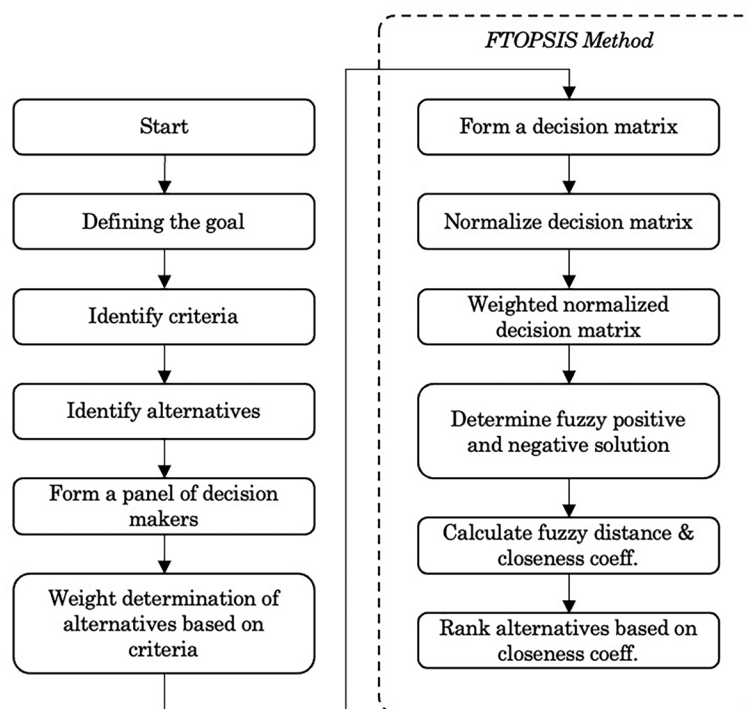 FTOPSIS Method
Start
Defining the goal
Identify criteria
Identify alternatives
Form a panel of decision
makers
Weight determination of
alternatives based on
criteria
Form a decision matrix
Normalize decision matrix
Weighted normalized
decision matrix
Determine fuzzy positive
and negative solution
Calculate fuzzy distance &
closeness coeff.
Rank alternatives based on
closeness coeff.